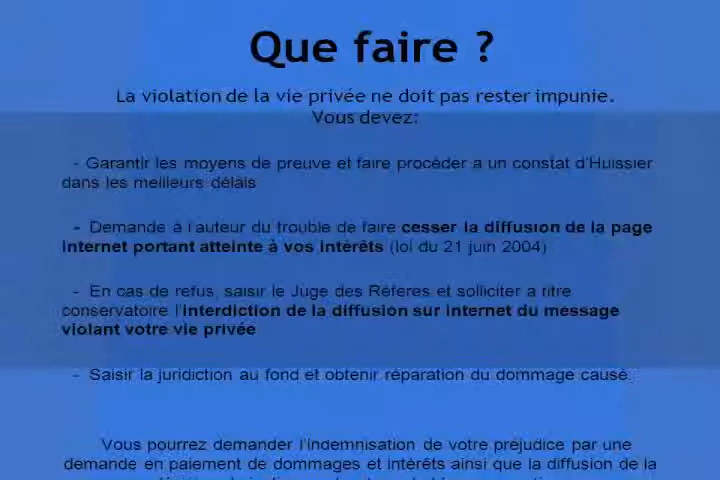 Que faire ?
La violation de la vie privée ne doit pas rester impunie.
Vous devez:
- Garantir les moyens de preuve et faire procéder à un constat d'Huissier
dans les meilleurs délais
- Demande à l'auteur du trouble de faire cesser la diffusion de la page
internet portant atteinte à vos intérêts (loi du 21 juin 2004)
- En cas de refus, saisir le Juge des Référés et solliciter à titre
conservatoire l'interdiction de la diffusion sur internet du message
violant votre vie privée
- Saisir la juridiction au fond et obtenir réparation du dommage causé.
Vous pourrez demander l'indemnisation de votre préjudice par une
demande en paiement de dommages et intérêts ainsi que la diffusion de la